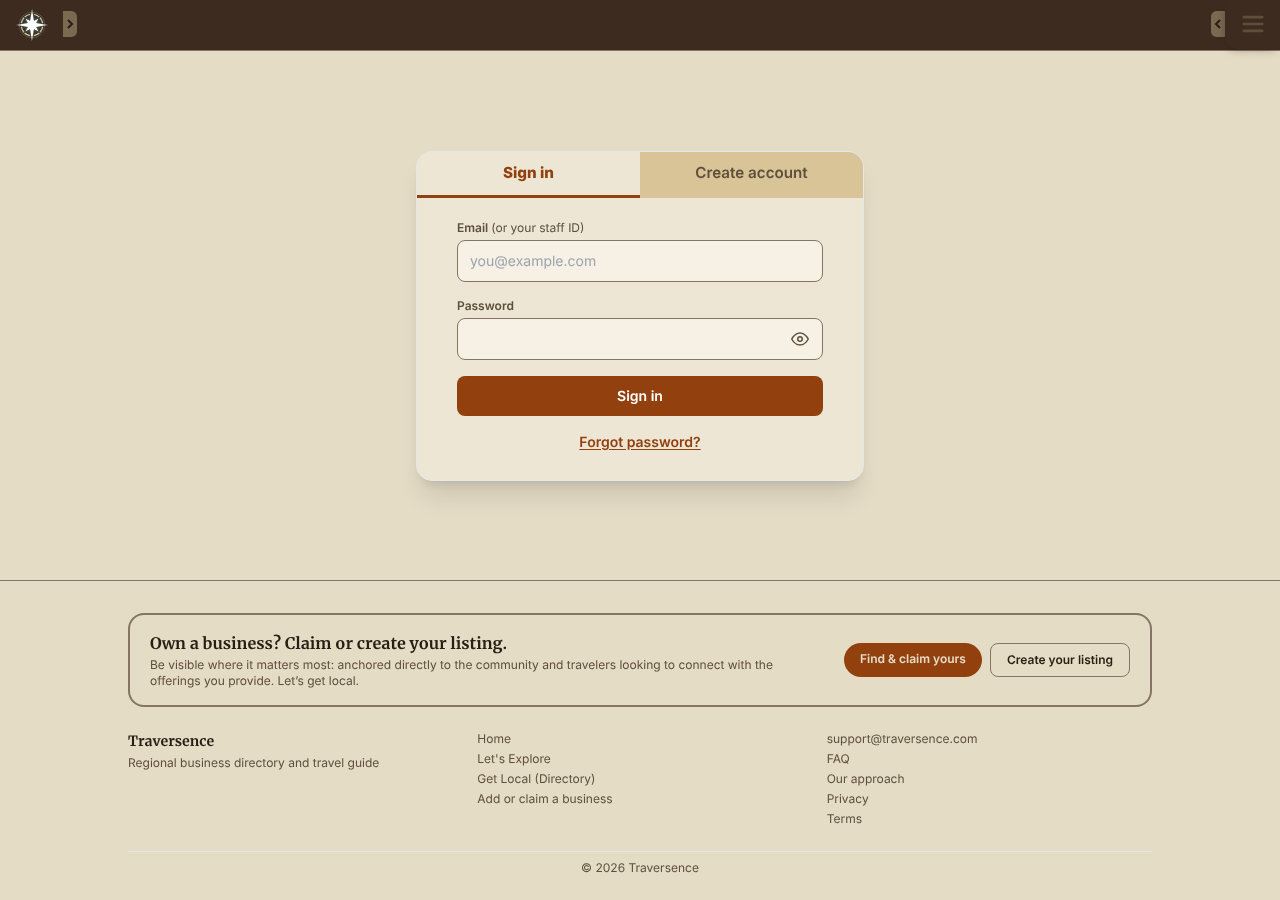 Sign in
Create account
Email (or your staff ID)
you@example.com
Password
Sign in
Forgot password?
Own a business? Claim or create your listing.
Be visible where it matters most: anchored directly to the community and travelers looking to connect with the
offerings you provide. Let’s get local.
Find & claim yours
Create your listing
Traversence
Regional business directory and travel guide
Home
Let's Explore
Get Local (Directory)
Add or claim a business
support@traversence.com
FAQ
Our approach
Privacy
Terms
© 2026 Traversence